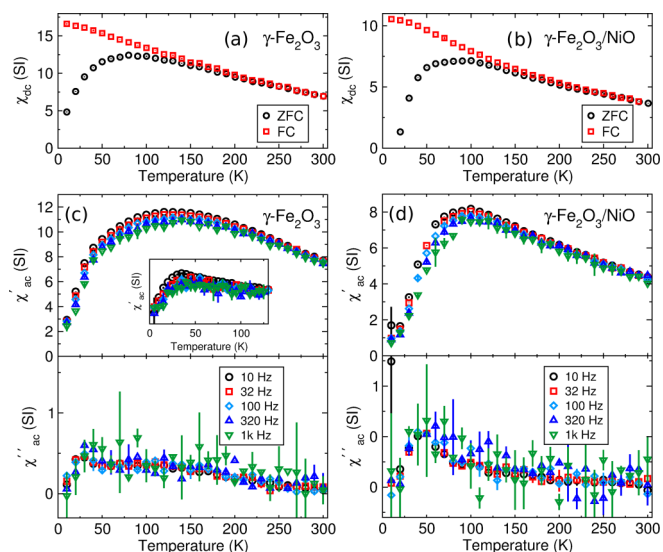 (a) γ-Fe2O3
χdc (SI)
15
10
5
0
ZFC
FC
0 50 100 150 200 250 300
Temperature (K)
(b) γ-Fe2O3/NiO
χdc (SI)
10
5
0
ZFC
FC
0 50 100 150 200 250 300
Temperature (K)
(c) γ-Fe2O3
χ′ac (SI)
12
10
8
6
4
2
0
χ′ac (SI)
0 50 100
Temperature (K)
χ′′ac (SI)
1
0
10 Hz
32 Hz
100 Hz
320 Hz
1k Hz
0 50 100 150 200 250 300
Temperature (K)
(d) γ-Fe2O3/NiO
χ′ac (SI)
8
6
4
2
0
χ′′ac (SI)
1
0
0
10 Hz
32 Hz
100 Hz
320 Hz
1k Hz
0 50 100 150 200 250 300
Temperature (K)